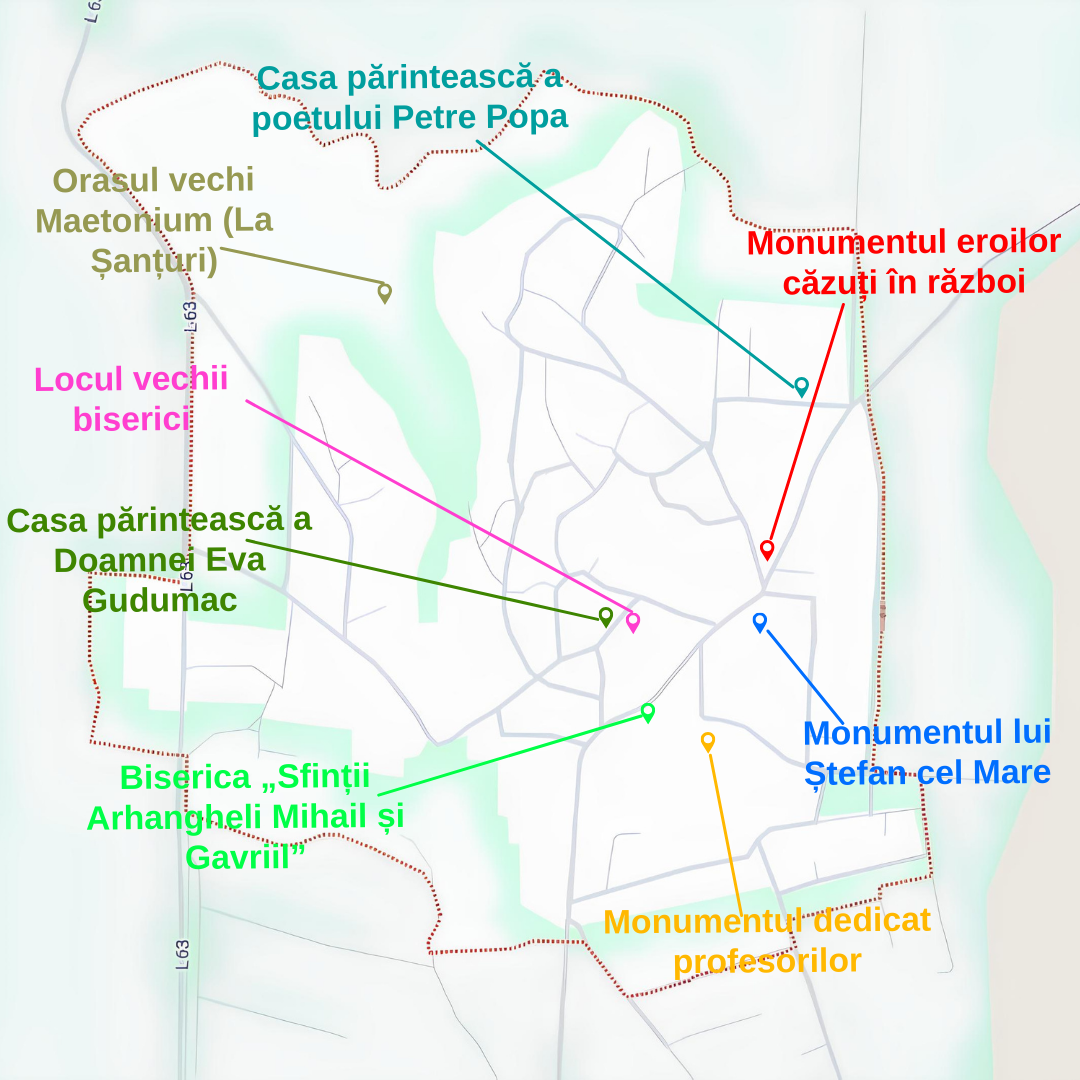 L63
Casa părintească a
poetului Petre Popa
Orasul vechi
Maetonium (La
Șanțuri)
Monumentul eroilor
căzuți în război
L63
Locul vechii
biserici
Casa părintească a
Doamnei Eva
Gudumac
L63
Monumentul lui
Ștefan cel Mare
Biserica „Sfinții
Arhangheli Mihail și
Gavriil”
Monumentul dedicat
profesorilor
L63